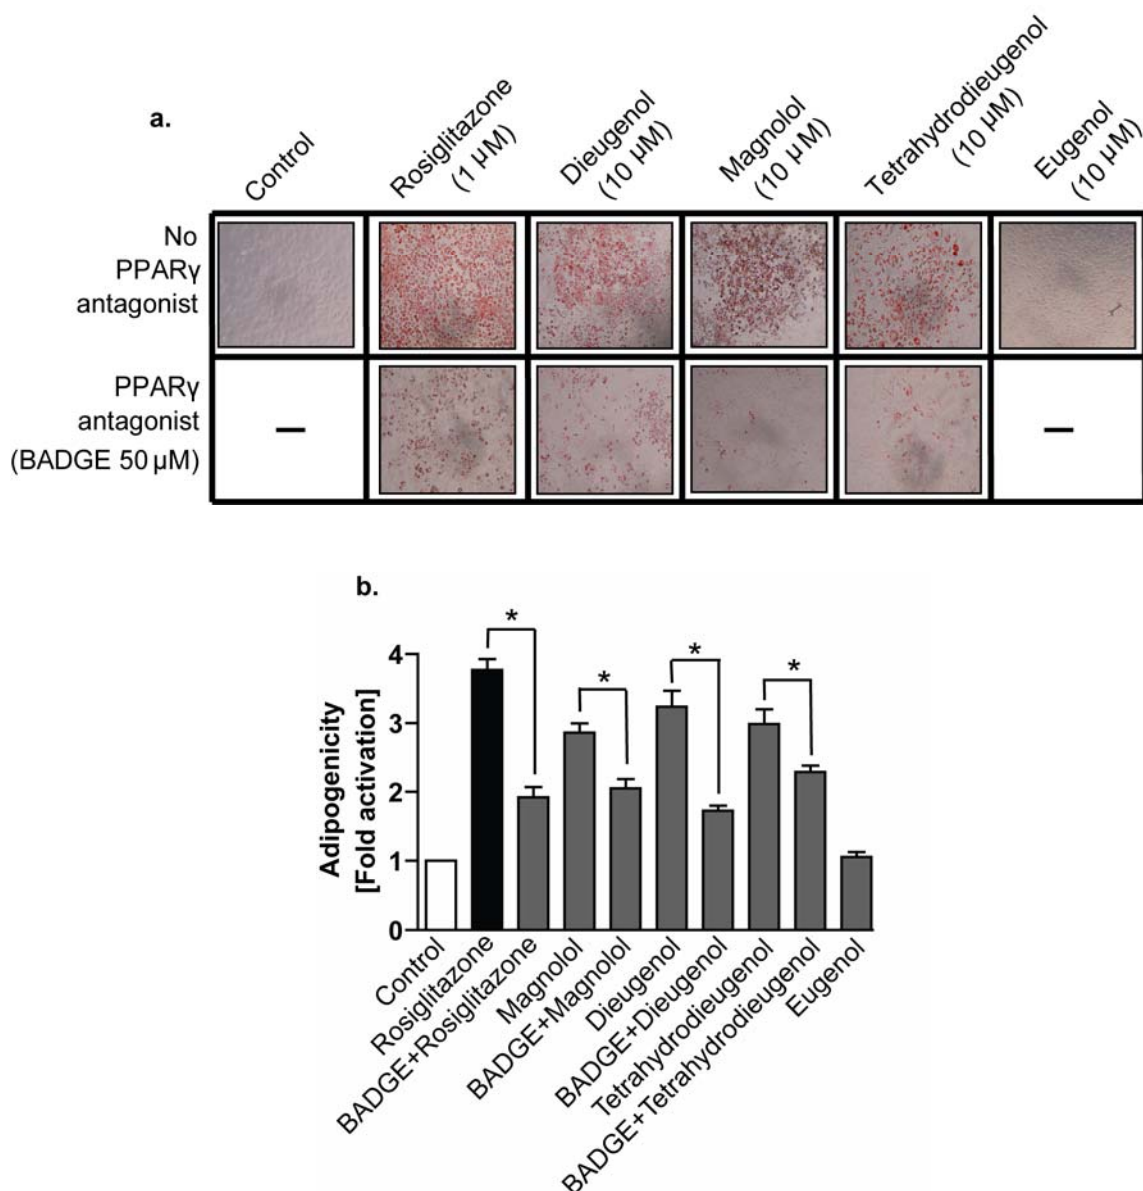 a.
Control
Rosiglitazone
(1 µM)
Dieugenol
(10 µM)
Magnolol
(10 µM)
Tetrahydrodieugenol
(10 µM)
Eugenol
(10 µM)
No
PPARγ
antagonist
PPARγ
antagonist
(BADGE 50 µM)
–
–
b.
*
*
*
*
Adipogenicity
[Fold activation]
4
3
2
1
0
Control
Rosiglitazone
BADGE+Rosiglitazone
Magnolol
BADGE+Magnolol
Dieugenol
BADGE+Dieugenol
Tetrahydrodieugenol
BADGE+Tetrahydrodieugenol
Eugenol